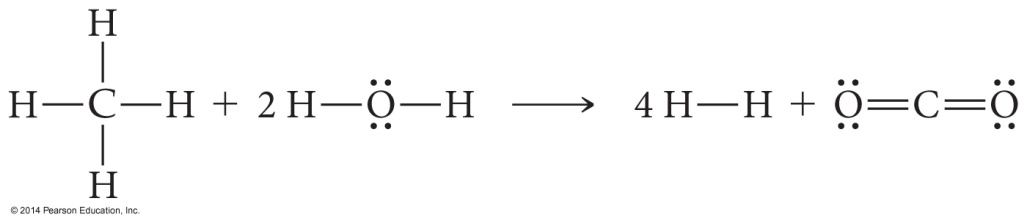 H
H—C—H + 2 H—Ö—H ⟶ 4 H—H + Ö=C=Ö
H
© 2014 Pearson Education, Inc.